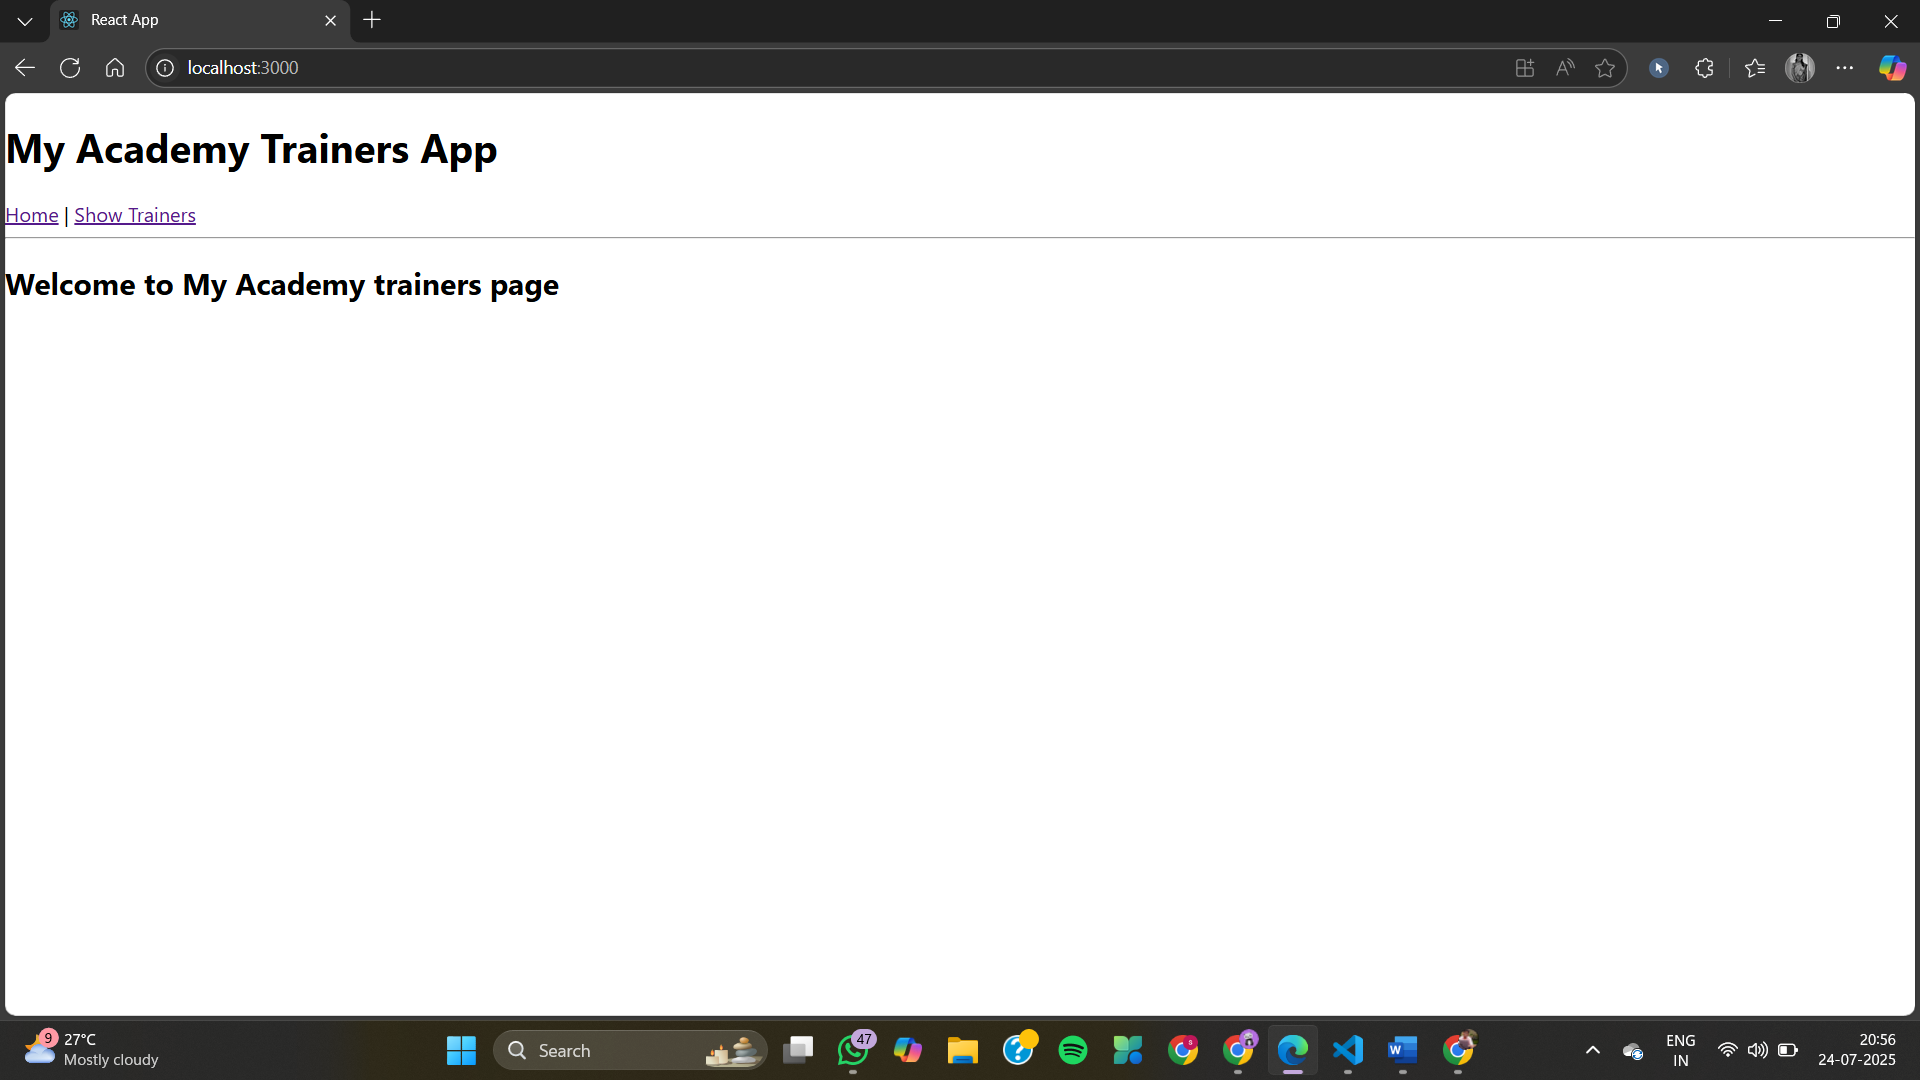 React App
localhost:3000
My Academy Trainers App
Home | Show Trainers
Welcome to My Academy trainers page
9
27°C
Mostly cloudy
Search
47
ENG
IN
20:56
24-07-2025